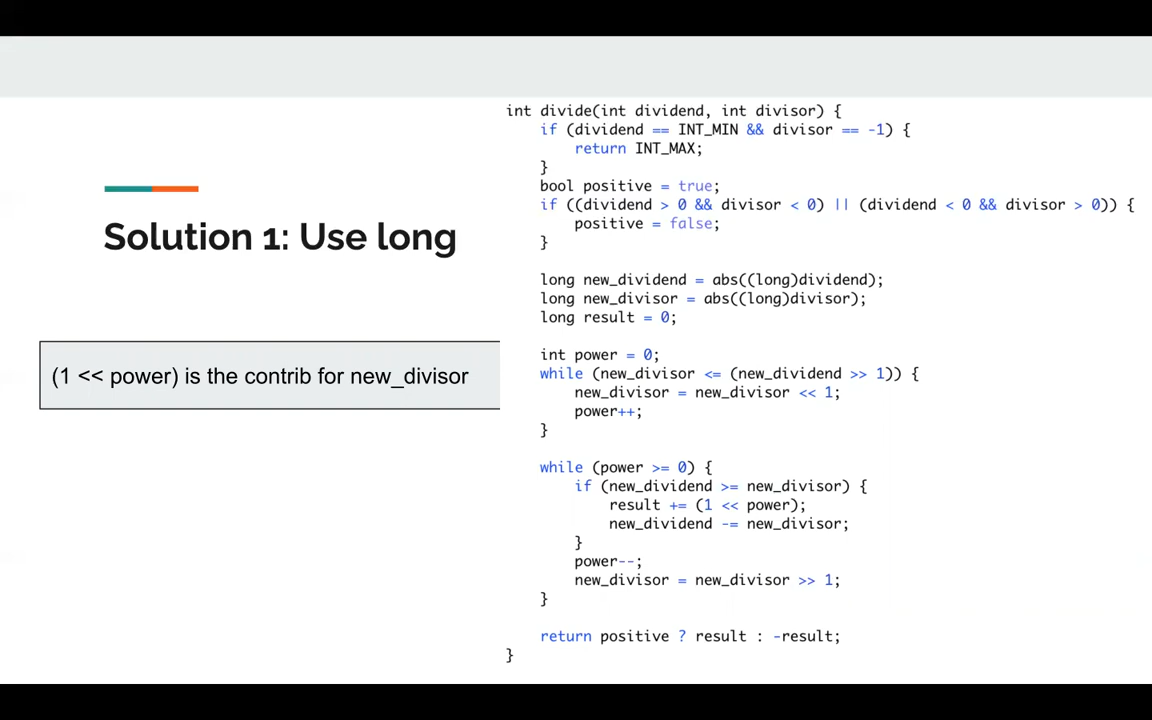 Solution 1: Use long
(1 << power) is the contrib for new_divisor
int divide(int dividend, int divisor) {
    if (dividend == INT_MIN && divisor == -1) {
        return INT_MAX;
    }
    bool positive = true;
    if ((dividend > 0 && divisor < 0) || (dividend < 0 && divisor > 0)) {
        positive = false;
    }
    long new_dividend = abs((long)dividend);
    long new_divisor = abs((long)divisor);
    long result = 0;
    int power = 0;
    while (new_divisor <= (new_dividend >> 1)) {
        new_divisor = new_divisor << 1;
        power++;
    }
    while (power >= 0) {
        if (new_dividend >= new_divisor) {
            result += (1 << power);
            new_dividend -= new_divisor;
        }
        power--;
        new_divisor = new_divisor >> 1;
    }
    return positive ? result : -result;
}